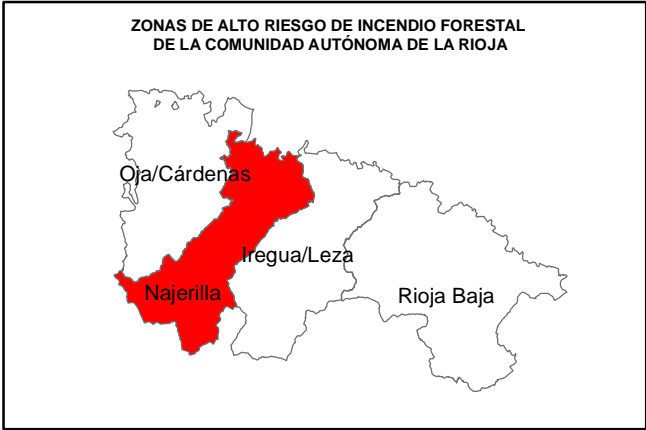 ZONAS DE ALTO RIESGO DE INCENDIO FORESTAL
DE LA COMUNIDAD AUTÓNOMA DE LA RIOJA
Oja/Cárdenas
Iregua/Leza
Najerilla
Rioja Baja